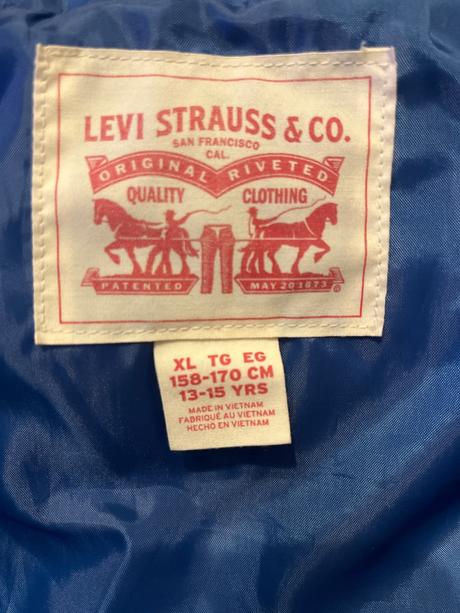 LEVI STRAUSS & CO.
SAN FRANCISCO
CAL.
ORIGINAL RIVETED
QUALITY CLOTHING
PATENTED MAY 20 1873 ®
XL TG EG
158-170 CM
13-15 YRS
MADE IN VIETNAM
FABRIQUÉ AU VIETNAM
HECHO EN VIETNAM